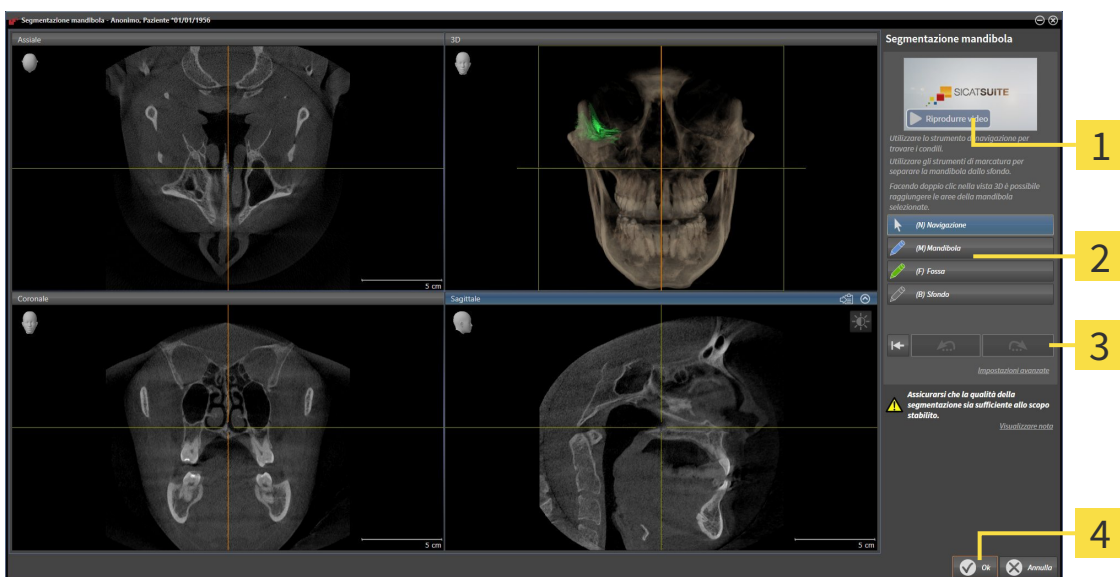 Segmentazione mandibola - Anonimo, Paziente *01/01/1956
Assiale
5 cm
3D
Coronale
5 cm
Sagittale
5 cm
Segmentazione mandibola
SICATSUITE
Riprodurre video
Utilizzare lo strumento di navigazione per
trovare i condili.
Utilizzare gli strumenti di marcatura per
separare la mandibola dallo sfondo.
Facendo doppio clic nella vista 3D è possibile
raggiungere le aree della mandibola
selezionate.
(N) Navigazione
(M) Mandibola
(F) Fossa
(B) Sfondo
Impostazioni avanzate
Assicurarsi che la qualità della
segmentazione sia sufficiente allo scopo
stabilito.
Visualizzare nota
Ok
Annulla
1
2
3
4